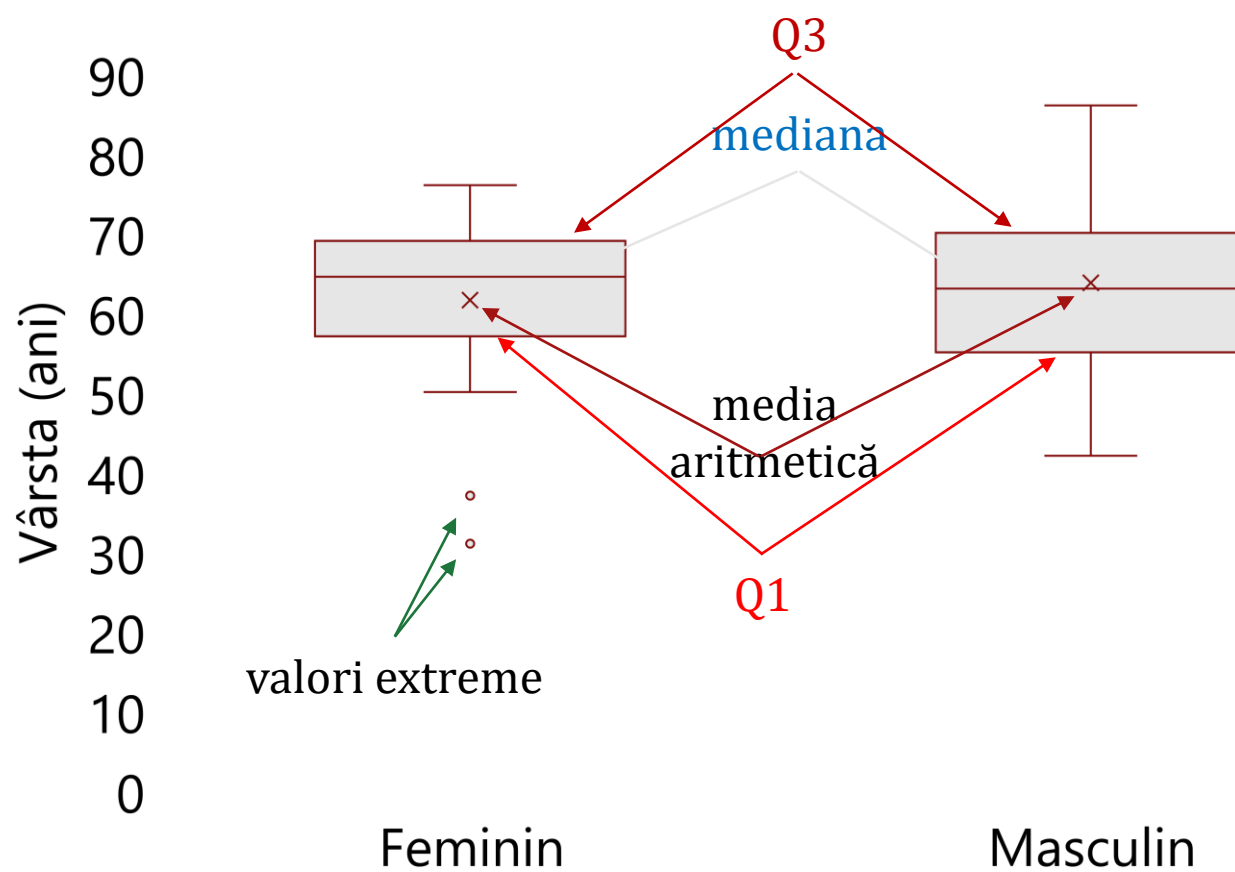 Q3
mediana
90
80
70
60
50
40
30
20
10
0
Vârsta (ani)
media
aritmetică
Q1
valori extreme
Feminin
Masculin